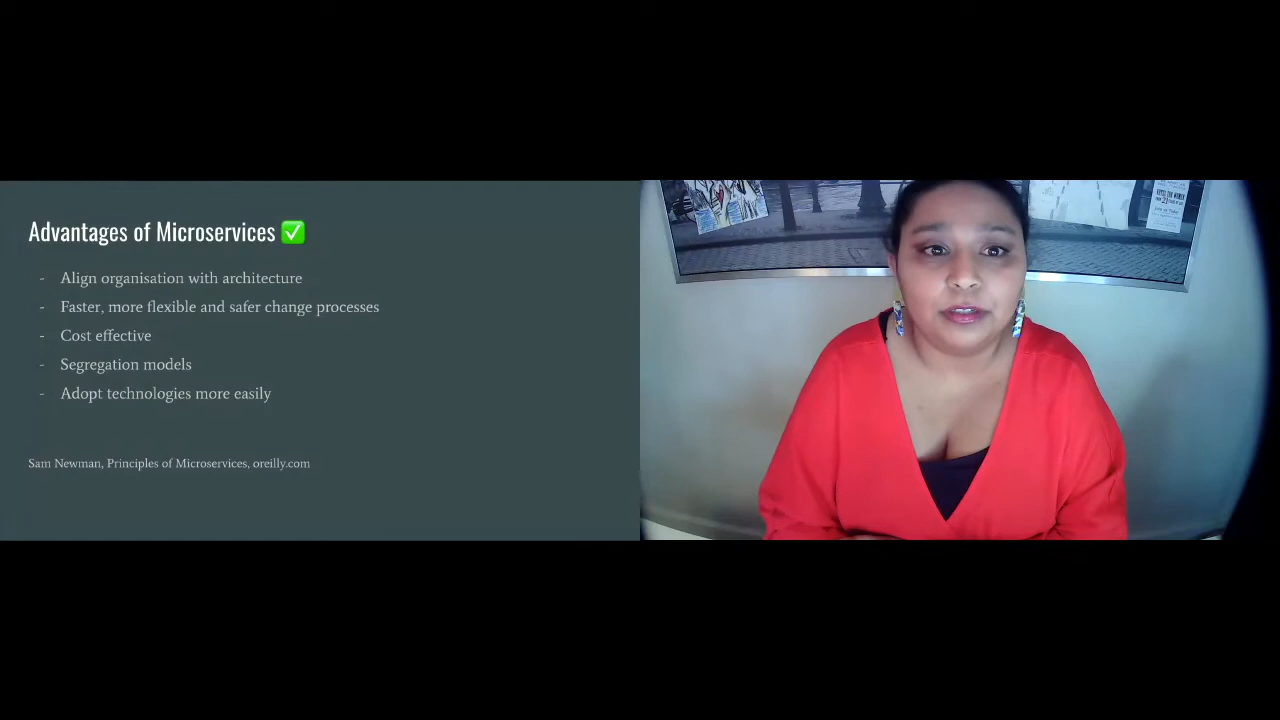 Advantages of Microservices ✅
- Align organisation with architecture
- Faster, more flexible and safer change processes
- Cost effective
- Segregation models
- Adopt technologies more easily
Sam Newman, Principles of Microservices, oreilly.com